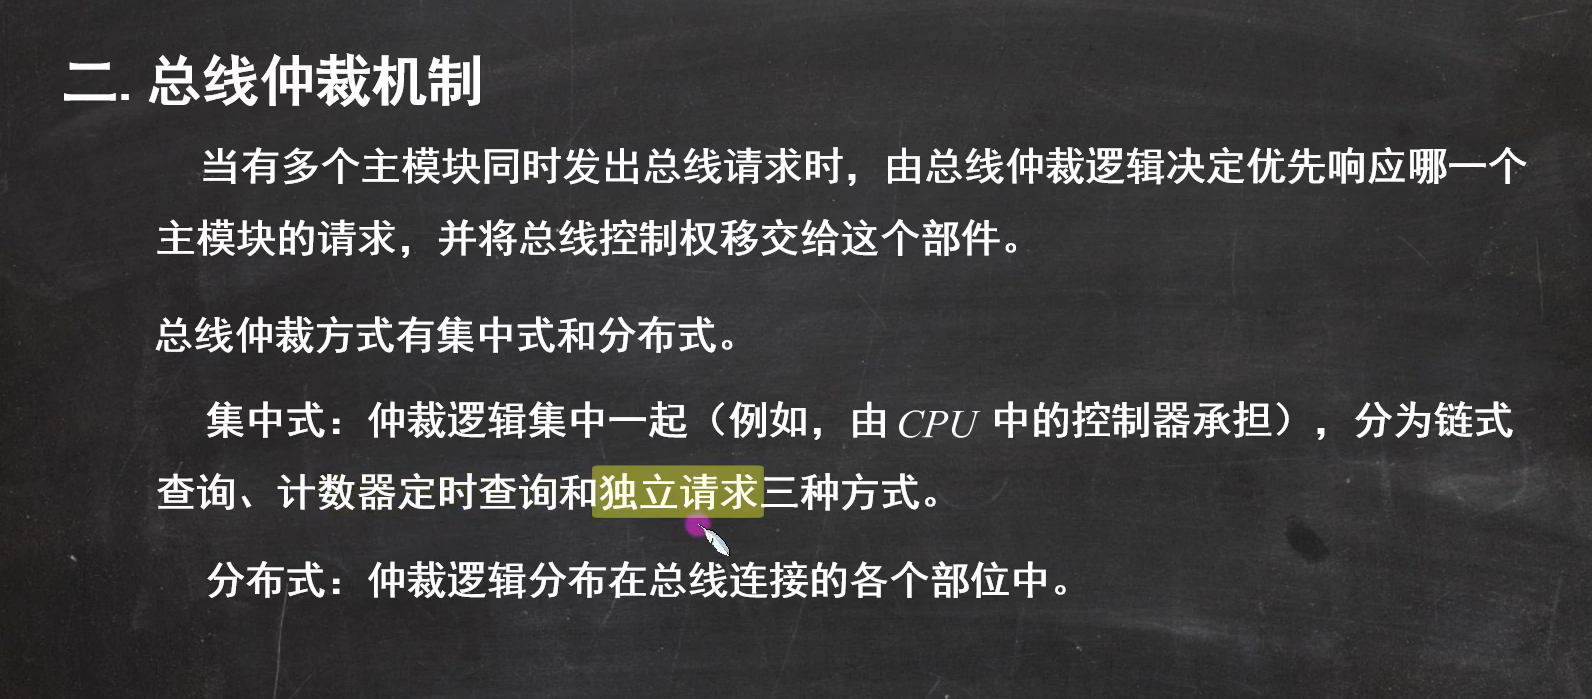 二. 总线仲裁机制
当有多个主模块同时发出总线请求时，由总线仲裁逻辑决定优先响应哪一个
主模块的请求，并将总线控制权移交给这个部件。
总线仲裁方式有集中式和分布式。
集中式：仲裁逻辑集中一起（例如，由 CPU 中的控制器承担），分为链式
查询、计数器定时查询和独立请求三种方式。
分布式：仲裁逻辑分布在总线连接的各个部位中。